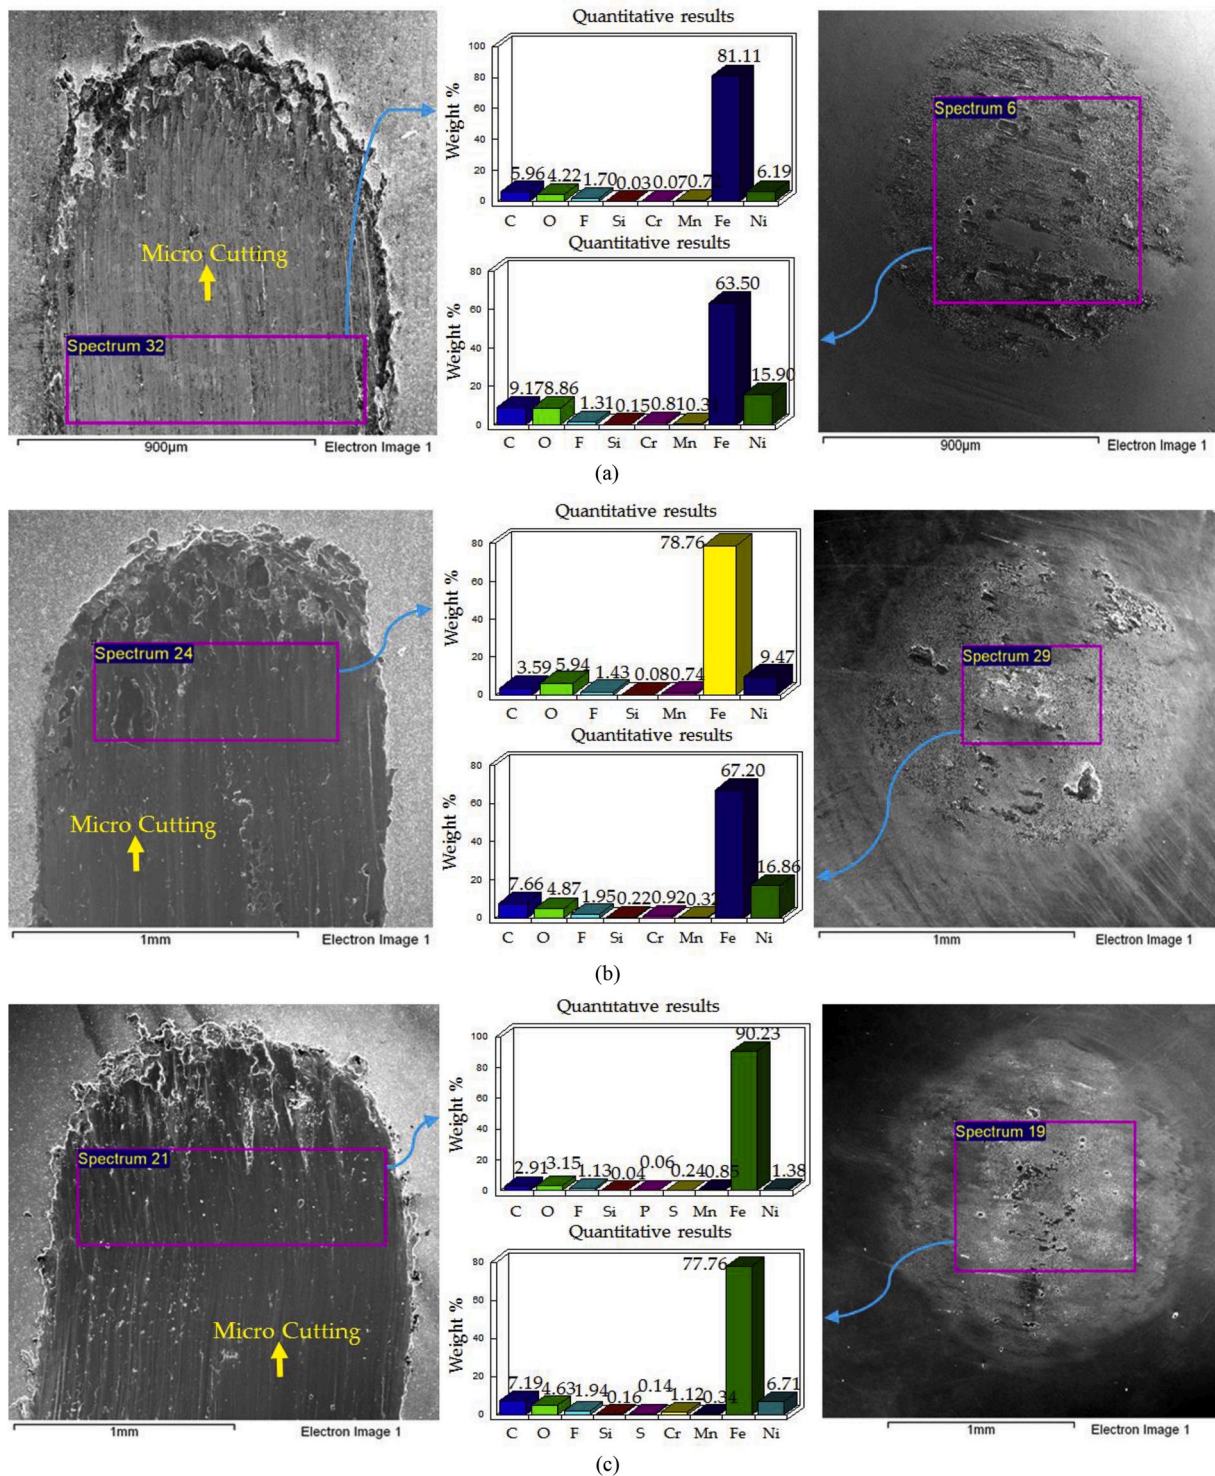 Quantitative results
Weight %
100
80
60
40
20
0
5.96 4.22 1.70 0.03 0.07 81.11 6.19
C O F Si Cr Mn Fe Ni
Spectrum 32
Micro Cutting
900µm Electron Image 1
Quantitative results
Weight %
80
60
40
20
0
9.17 8.86 1.31 0.15 0.81 63.50 15.90
C O F Si Cr Mn Fe Ni
Spectrum 6
900µm Electron Image 1
(a)
Spectrum 24
Micro Cutting
1mm Electron Image 1
Quantitative results
Weight %
80
60
40
20
0
3.59 5.94 1.43 0.08 0.74 78.76 9.47
C O F Si Mn Fe Ni
Quantitative results
Weight %
80
60
40
20
0
7.66 4.87 1.95 0.22 0.92 0.32 67.20 16.86
C O F Si Cr Mn Fe Ni
Spectrum 29
1mm Electron Image 1
(b)
Spectrum 21
Micro Cutting
1mm Electron Image 1
Quantitative results
Weight %
100
80
60
40
20
0
2.91 3.15 1.13 0.04 0.06 0.24 0.85 90.23 1.38
C O F Si P S Mn Fe Ni
Quantitative results
Weight %
80
60
40
20
0
7.19 4.63 1.94 0.16 0.14 1.12 0.34 77.76 6.71
C O F Si S Cr Mn Fe Ni
Spectrum 19
1mm Electron Image 1
(c)